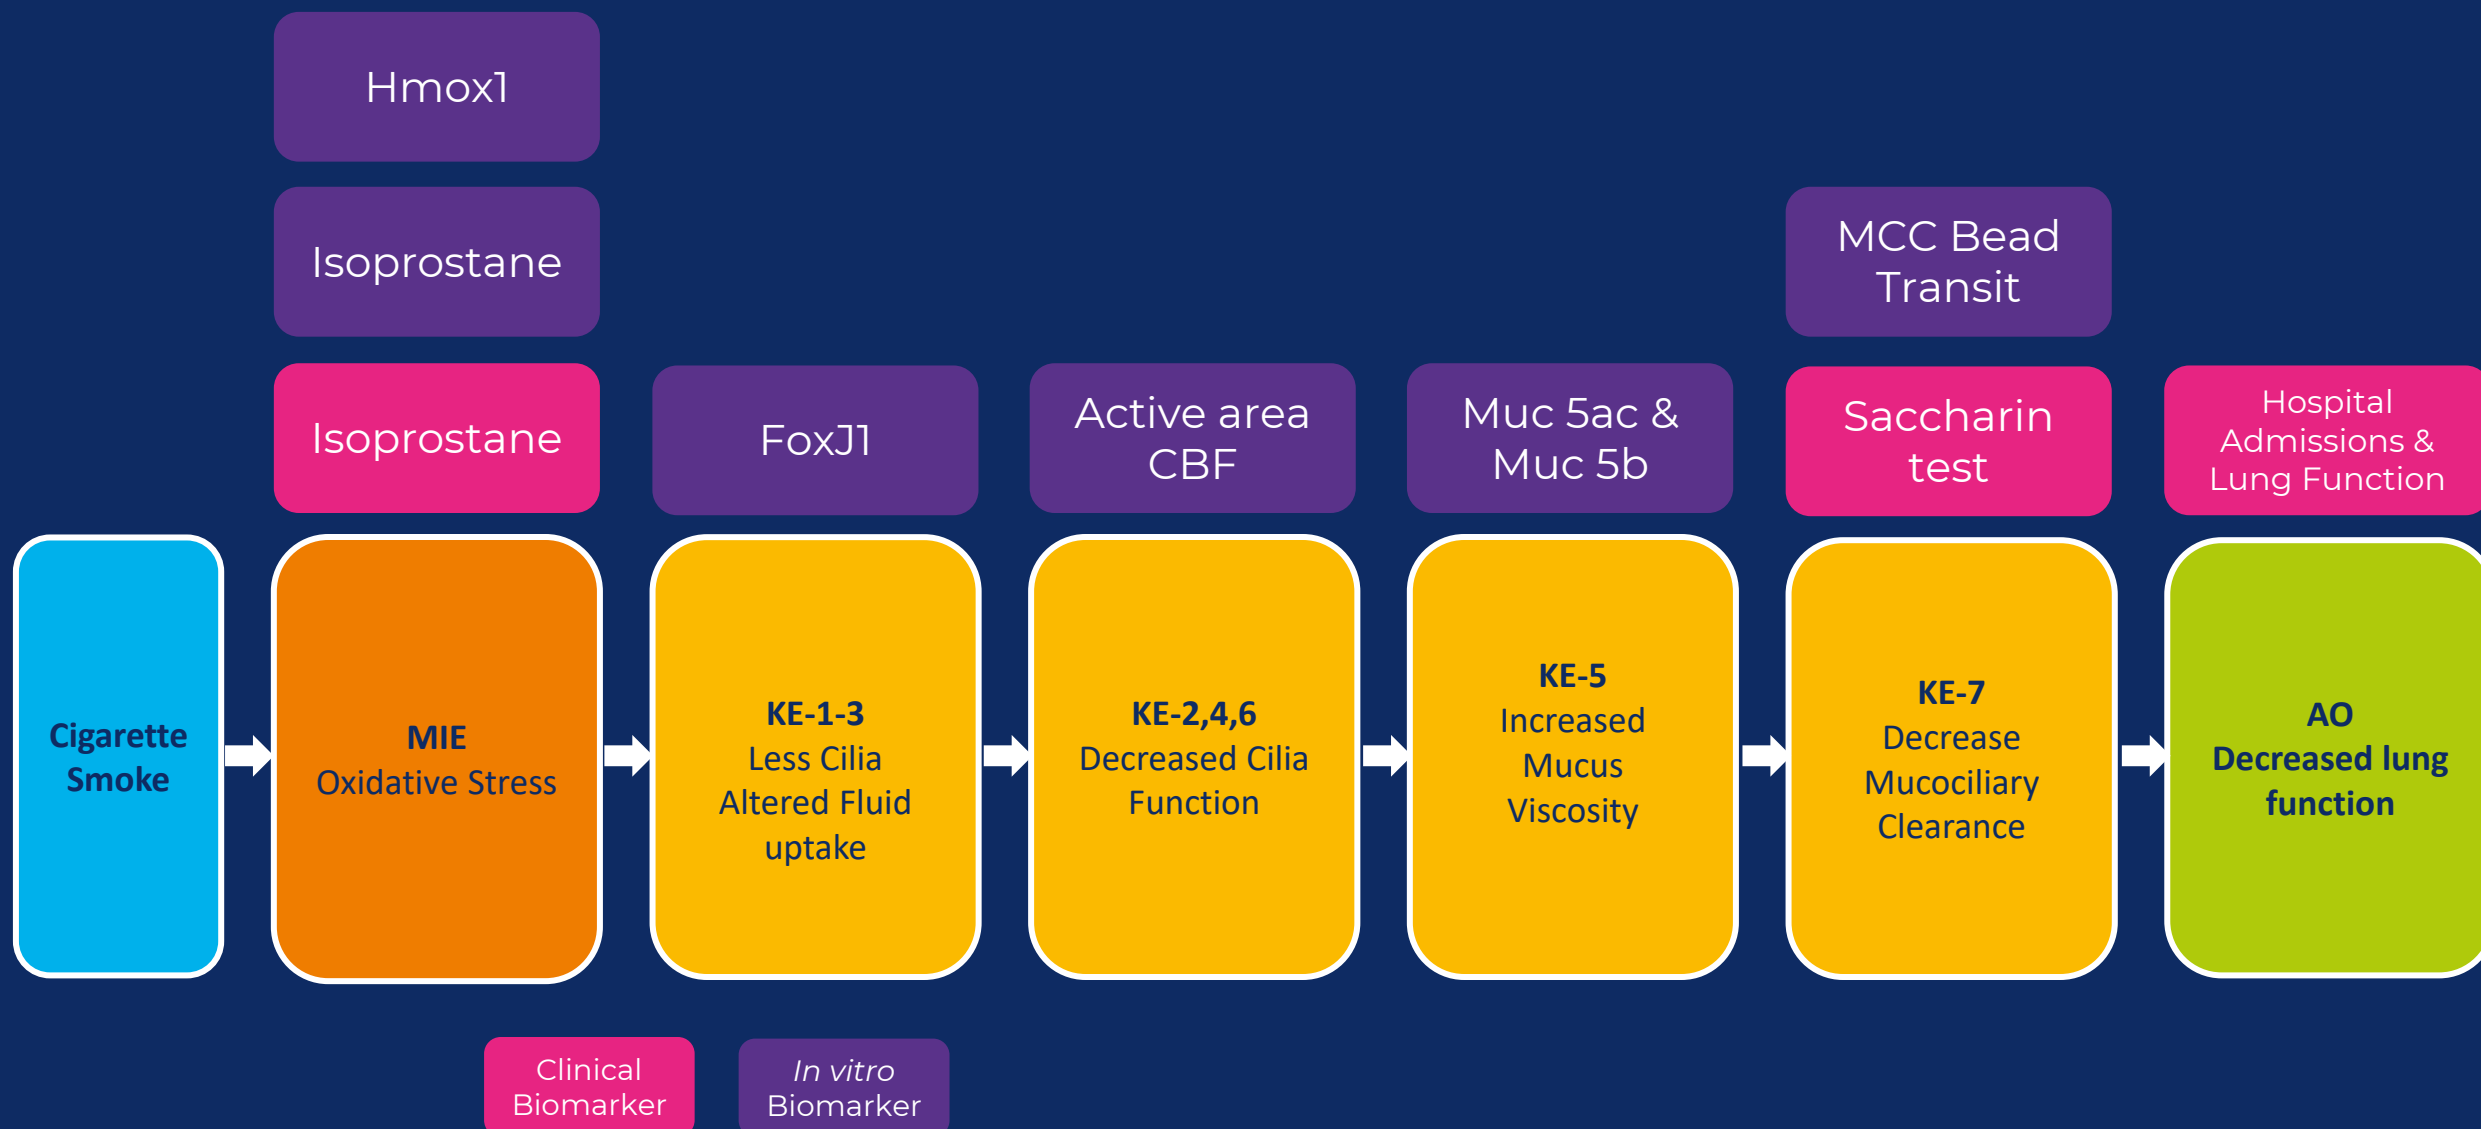 Hmox1
Isoprostane
MCC Bead
Transit
Isoprostane
FoxJ1
Active area
CBF
Muc 5ac &
Muc 5b
Saccharin
test
Hospital
Admissions &
Lung Function
Cigarette
Smoke
MIE
Oxidative Stress
KE-1-3
Less Cilia
Altered Fluid
uptake
KE-2,4,6
Decreased Cilia
Function
KE-5
Increased
Mucus
Viscosity
KE-7
Decrease
Mucociliary
Clearance
AO
Decreased lung
function
Clinical
Biomarker
In vitro
Biomarker